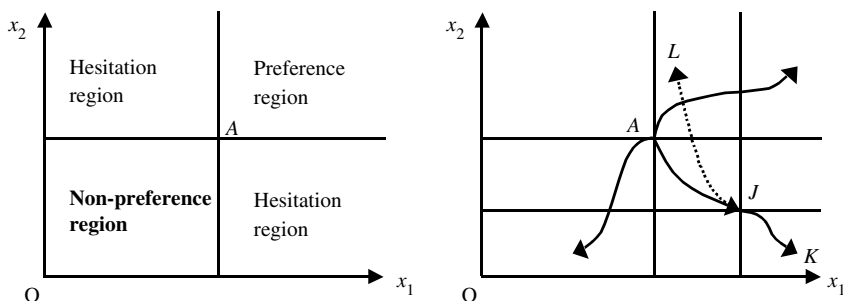 x2
Hesitation
region
Preference
region
A
Non-preference
region
Hesitation
region
O
x1
x2
L
A
J
K
O
x1